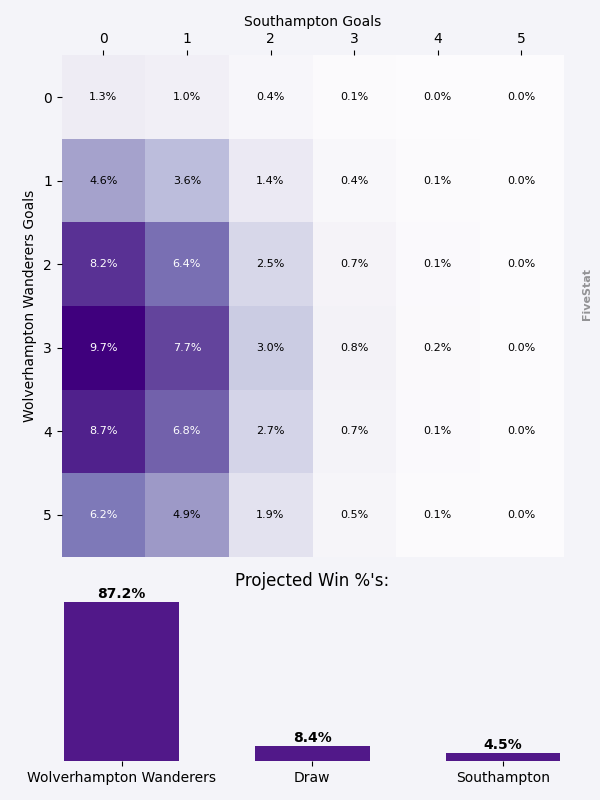 Southampton Goals
0 1 2 3 4 5
0 1.3% 1.0% 0.4% 0.1% 0.0% 0.0%
1 4.6% 3.6% 1.4% 0.4% 0.1% 0.0%
2 8.2% 6.4% 2.5% 0.7% 0.1% 0.0%
3 9.7% 7.7% 3.0% 0.8% 0.2% 0.0%
4 8.7% 6.8% 2.7% 0.7% 0.1% 0.0%
5 6.2% 4.9% 1.9% 0.5% 0.1% 0.0%
Wolverhampton Wanderers Goals
FiveStat
Projected Win %'s:
87.2% 8.4% 4.5%
Wolverhampton Wanderers Draw Southampton